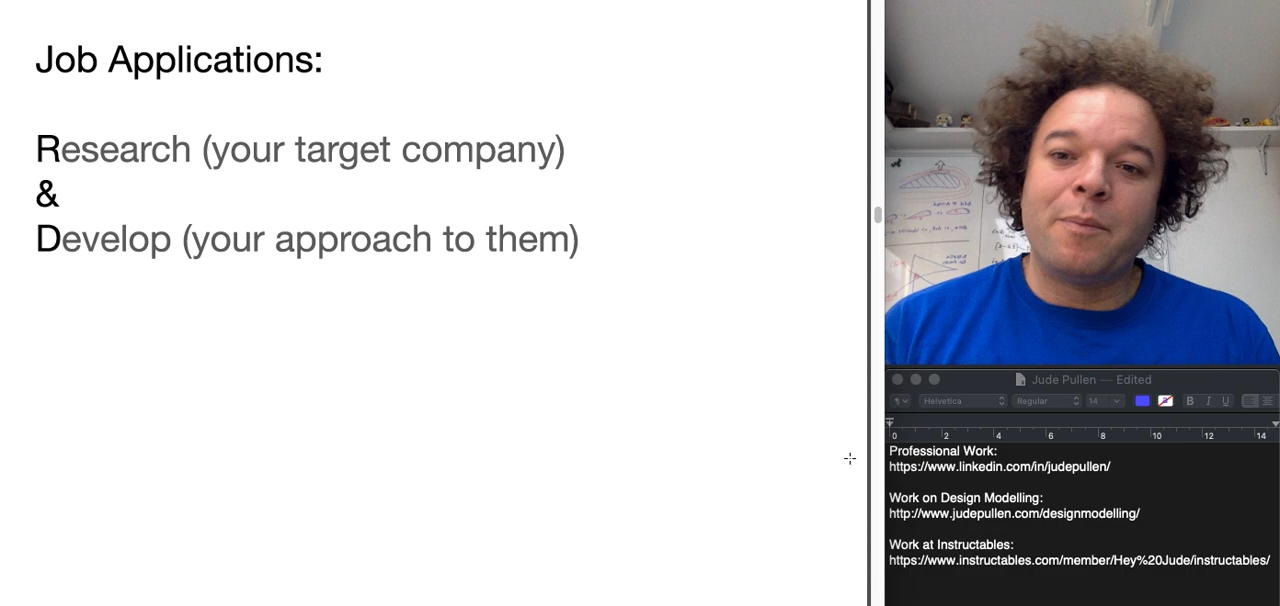 Job Applications:
Research (your target company)
&
Develop (your approach to them)
Jude Pullen — Edited
Helvetica
Regular
14
a
B I U
0 2 4 6 8 10 12 14
Professional Work:
https://www.linkedin.com/in/judepullen/
Work on Design Modelling:
http://www.judepullen.com/designmodelling/
Work at Instructables:
https://www.instructables.com/member/Hey%20Jude/instructables/